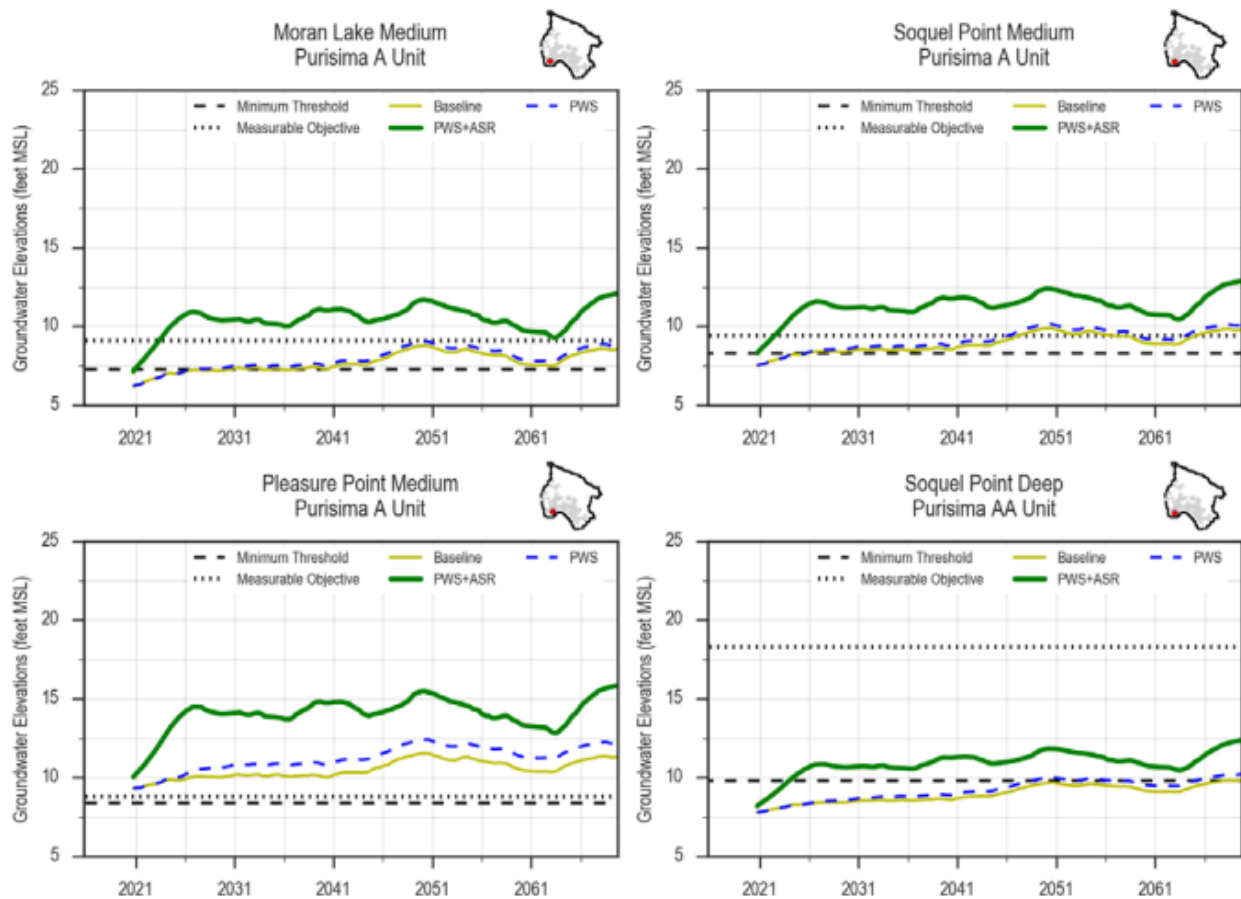 Moran Lake Medium
Purisima A Unit
Groundwater Elevations (feet MSL)
25
20
15
10
5
Minimum Threshold
Baseline
PWS
Measurable Objective
PWS+ASR
2021
2031
2041
2051
2061
Soquel Point Medium
Purisima A Unit
Groundwater Elevations (feet MSL)
25
20
15
10
5
Minimum Threshold
Baseline
PWS
Measurable Objective
PWS+ASR
2021
2031
2041
2051
2061
Pleasure Point Medium
Purisima A Unit
Groundwater Elevations (feet MSL)
25
20
15
10
5
Minimum Threshold
Baseline
PWS
Measurable Objective
PWS+ASR
2021
2031
2041
2051
2061
Soquel Point Deep
Purisima AA Unit
Groundwater Elevations (feet MSL)
25
20
15
10
5
Minimum Threshold
Baseline
PWS
Measurable Objective
PWS+ASR
2021
2031
2041
2051
2061